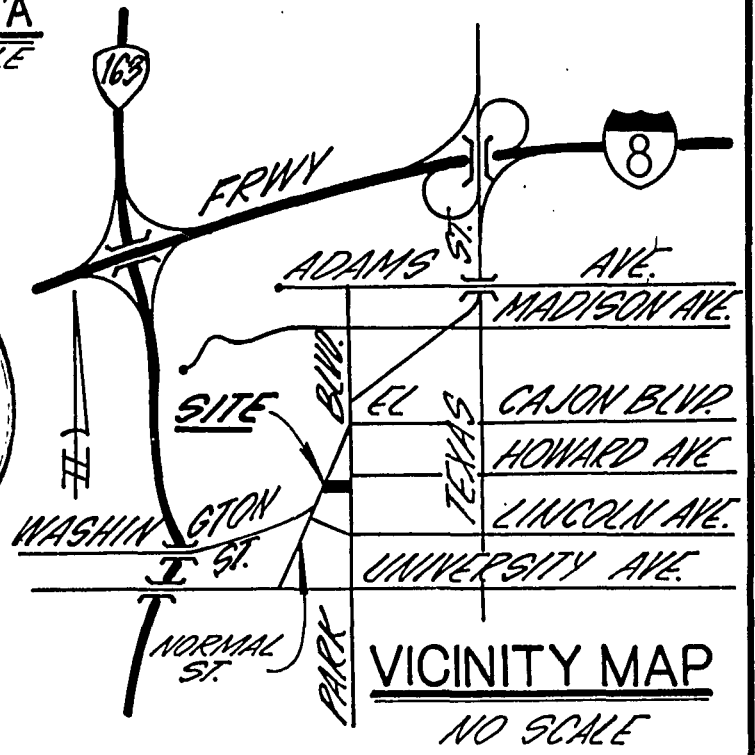 A
LE
163
8
FRWY
ST.
ADAMS AVE.
MADISON AVE.
BLVD.
SITE
EL CAJON BLVD.
TEXAS
HOWARD AVE
WASHINGTON ST.
LINCOLN AVE.
UNIVERSITY AVE.
NORMAL ST.
PARK
VICINITY MAP
NO SCALE